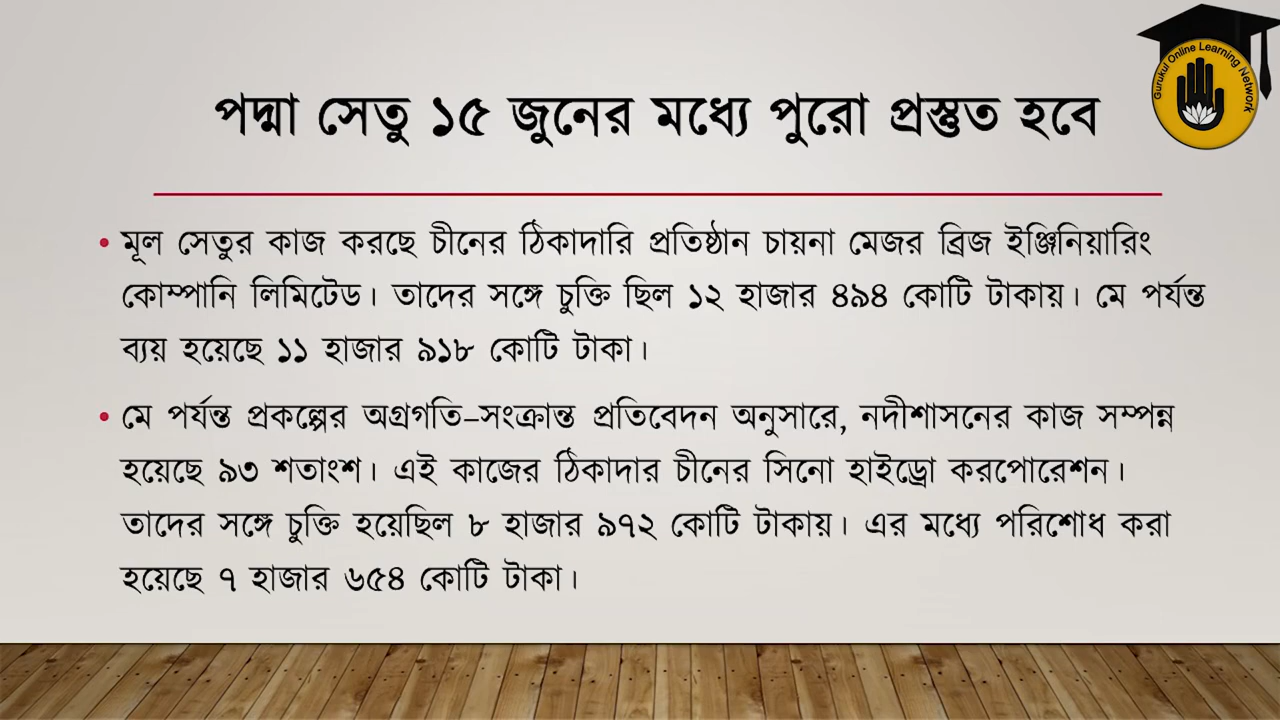 পদ্মা সেতু ১৫ জুনের মধ্যে পুরো প্রস্তুত হবে
Gurukul Online Learning Network
• মূল সেতুর কাজ করছে চীনের ঠিকাদারি প্রতিষ্ঠান চায়না মেজর ব্রিজ ইঞ্জিনিয়ারিং
কোম্পানি লিমিটেড। তাদের সঙ্গে চুক্তি ছিল ১২ হাজার ৪৯৪ কোটি টাকায়। মে পর্যন্ত
ব্যয় হয়েছে ১১ হাজার ৯১৮ কোটি টাকা।
• মে পর্যন্ত প্রকল্পের অগ্রগতি–সংক্রান্ত প্রতিবেদন অনুসারে, নদীশাসনের কাজ সম্পন্ন
হয়েছে ৯৩ শতাংশ। এই কাজের ঠিকাদার চীনের সিনো হাইড্রো করপোরেশন।
তাদের সঙ্গে চুক্তি হয়েছিল ৮ হাজার ৯৭২ কোটি টাকায়। এর মধ্যে পরিশোধ করা
হয়েছে ৭ হাজার ৬৫৪ কোটি টাকা।